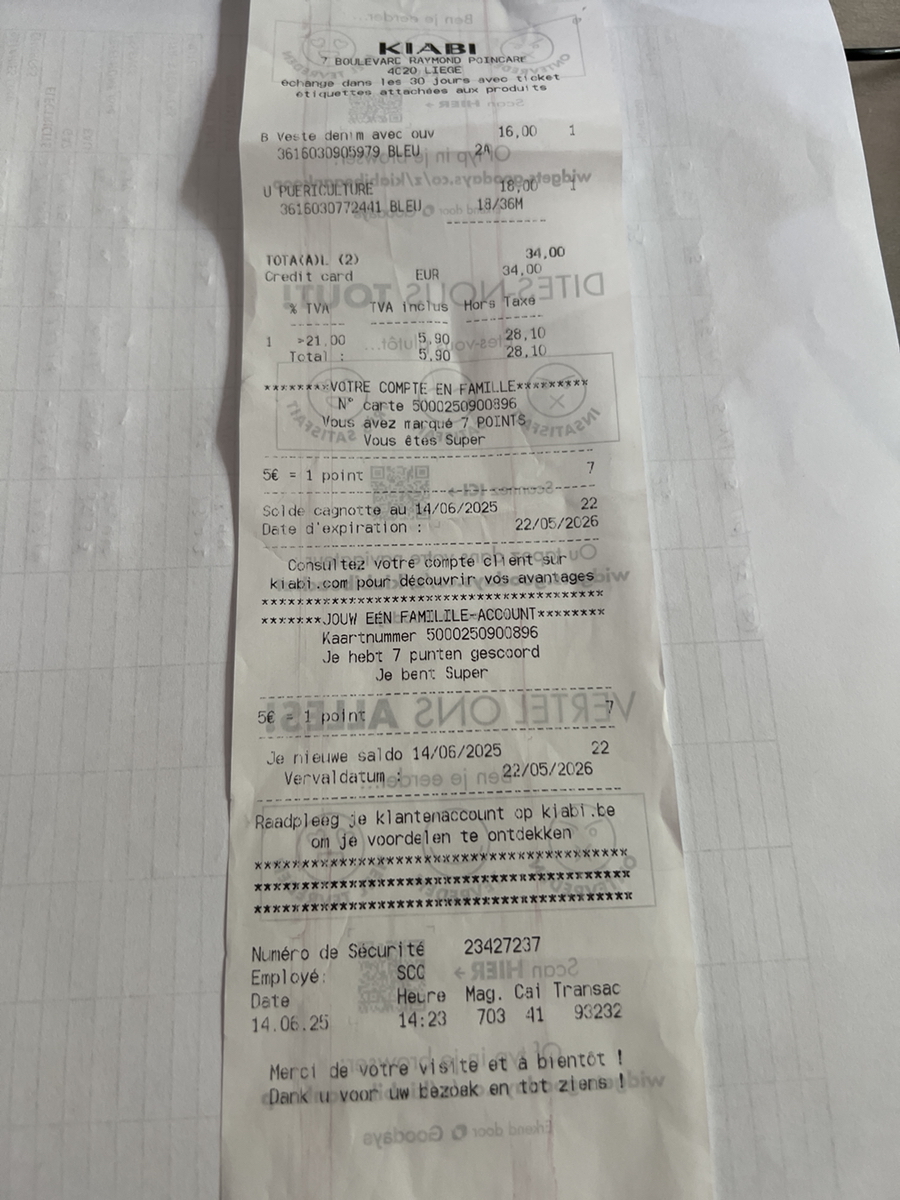 KIABI
7 BOULEVARD RAYMOND POINCARE
4020 LIEGE
échange dans les 30 jours avec ticket
étiquettes attachées aux produits
B Veste denim avec ouv 16,00 1
3616030905979 BLEU 2A
U PUERICULTURE 18,00 1
3616030772441 BLEU 18/36M
TOTA(A)L (2) 34,00
Credit card EUR 34,00
% TVA TVA inclus Hors Taxe
1 >21.00 5,90 28,10
Total : 5,90 28,10
*******VOTRE COMPTE EN FAMILLE*********
N° carte 5000250900896
Vous avez marqué 7 POINTS
Vous êtes Super
5€ = 1 point 7
Solde cagnotte au 14/06/2025 22
Date d'expiration : 22/05/2026
Consultez votre compte client sur
kiabi.com pour découvrir vos avantages
*****************************************
*******JOUW EEN FAMILILE-ACCOUNT********
Kaartnummer 5000250900896
Je hebt 7 punten gescoord
Je bent Super
5€ = 1 point 7
Je nieuwe saldo 14/06/2025 22
Vervaldatum : 22/05/2026
Raadpleeg je klantenaccount op kiabi.be
om je voordelen te ontdekken
*****************************************
*****************************************
*****************************************
Numéro de Sécurité 23427237
Employé: SCC
Date Heure Mag. Cai Transac
14.06.25 14:23 703 41 93232
Merci de votre visite et à bientôt !
Dank u voor uw bezoek en tot ziens !